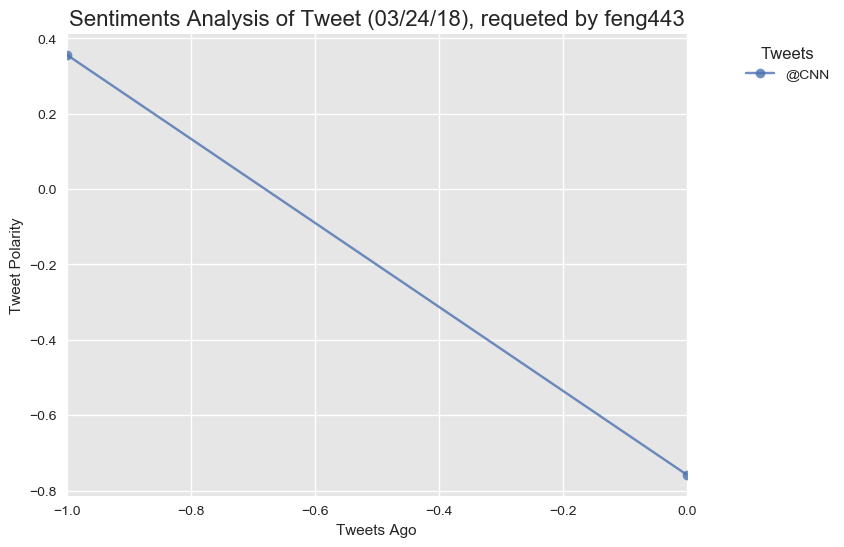 Sentiments Analysis of Tweet (03/24/18), requeted by feng443
Tweets
@CNN
Tweet Polarity
0.4
0.2
0.0
−0.2
−0.4
−0.6
−0.8
−1.0 −0.8 −0.6 −0.4 −0.2 0.0
Tweets Ago